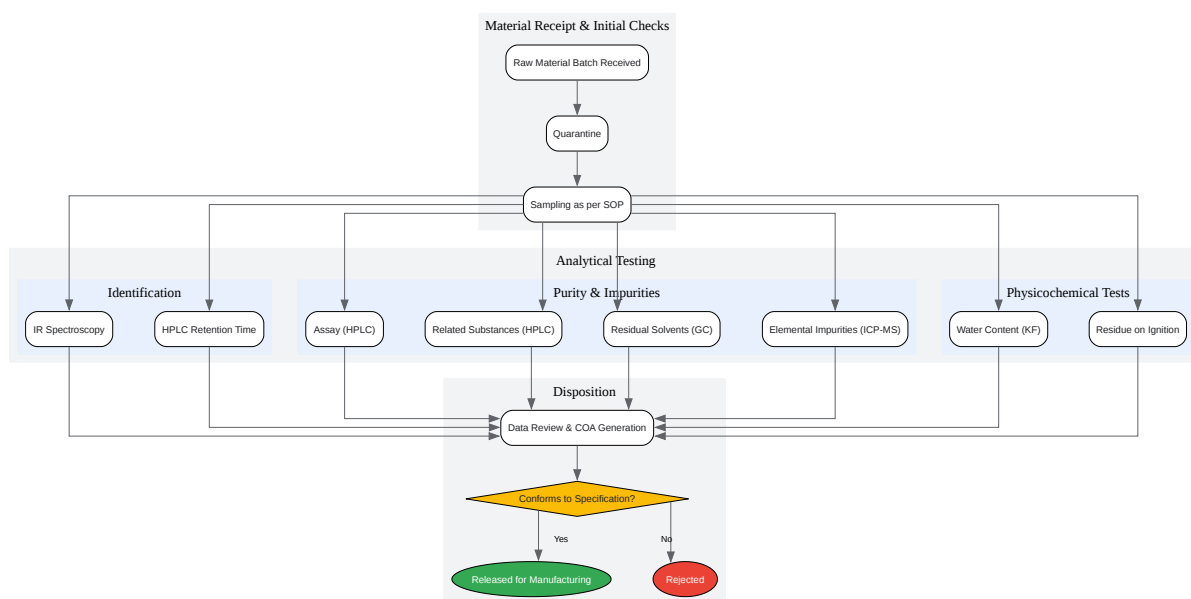 Material Receipt & Initial Checks
Raw Material Batch Received
Quarantine
Sampling as per SOP
Analytical Testing
Identification
Purity & Impurities
Physicochemical Tests
IR Spectroscopy
HPLC Retention Time
Assay (HPLC)
Related Substances (HPLC)
Residual Solvents (GC)
Elemental Impurities (ICP-MS)
Water Content (KF)
Residue on Ignition
Disposition
Data Review & COA Generation
Conforms to Specification?
Yes
No
Released for Manufacturing
Rejected